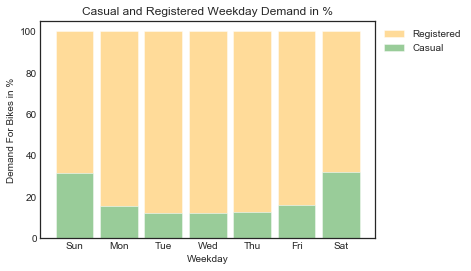 Casual and Registered Weekday Demand in %
Registered
Casual
Demand For Bikes in %
100
80
60
40
20
0
Sun Mon Tue Wed Thu Fri Sat
Weekday